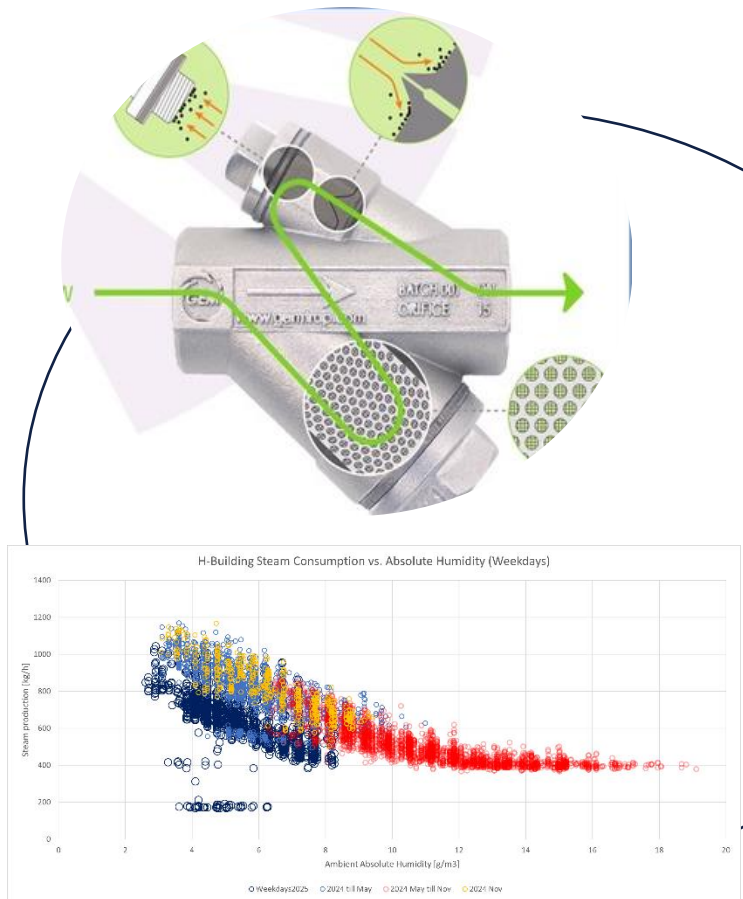 GEM
www.gemtrap.com
BATCH 001
ORIFICE 15
H-Building Steam Consumption vs. Absolute Humidity (Weekdays)
Steam production [kg/h]
1400
1200
1000
800
600
400
200
0
0 2 4 6 8 10 12 14 16 18 20
Ambient Absolute Humidity [g/m3]
Weekdays2025 2024 till May 2024 May till Nov 2024 Nov